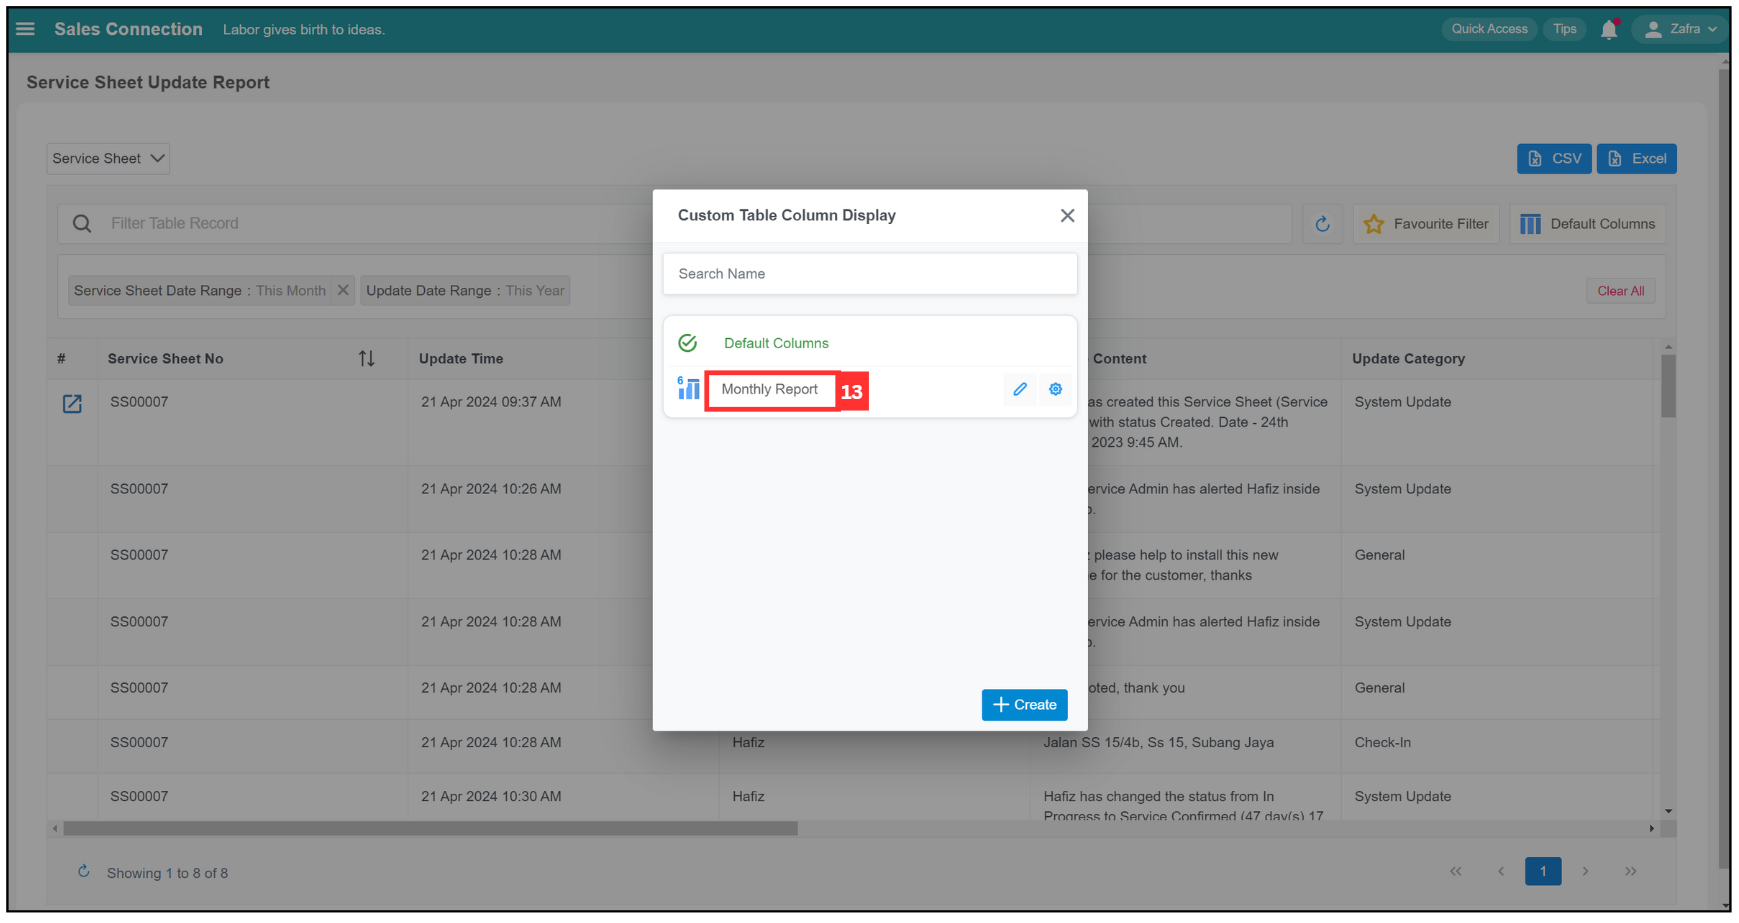 Sales Connection Labor gives birth to ideas. Quick Access Tips Zafra
Service Sheet Update Report
Service Sheet CSV Excel
Filter Table Record Favourite Filter Default Columns
Service Sheet Date Range : This Month Update Date Range : This Year Clear All
# Service Sheet No Update Time Content Update Category
SS00007 21 Apr 2024 09:37 AM as created this Service Sheet (Service System Update
with status Created. Date - 24th
2023 9:45 AM.
SS00007 21 Apr 2024 10:26 AM ervice Admin has alerted Hafiz inside System Update
SS00007 21 Apr 2024 10:28 AM please help to install this new General
e for the customer, thanks
SS00007 21 Apr 2024 10:28 AM ervice Admin has alerted Hafiz inside System Update
SS00007 21 Apr 2024 10:28 AM oted, thank you General
SS00007 21 Apr 2024 10:28 AM Hafiz Jalan SS 15/4b, Ss 15, Subang Jaya Check-In
SS00007 21 Apr 2024 10:30 AM Hafiz Hafiz has changed the status from In System Update
Progress to Service Confirmed (47 day(s) 17
Showing 1 to 8 of 8 « ‹ 1 › »
Custom Table Column Display
Search Name
Default Columns
6 Monthly Report 13
Create